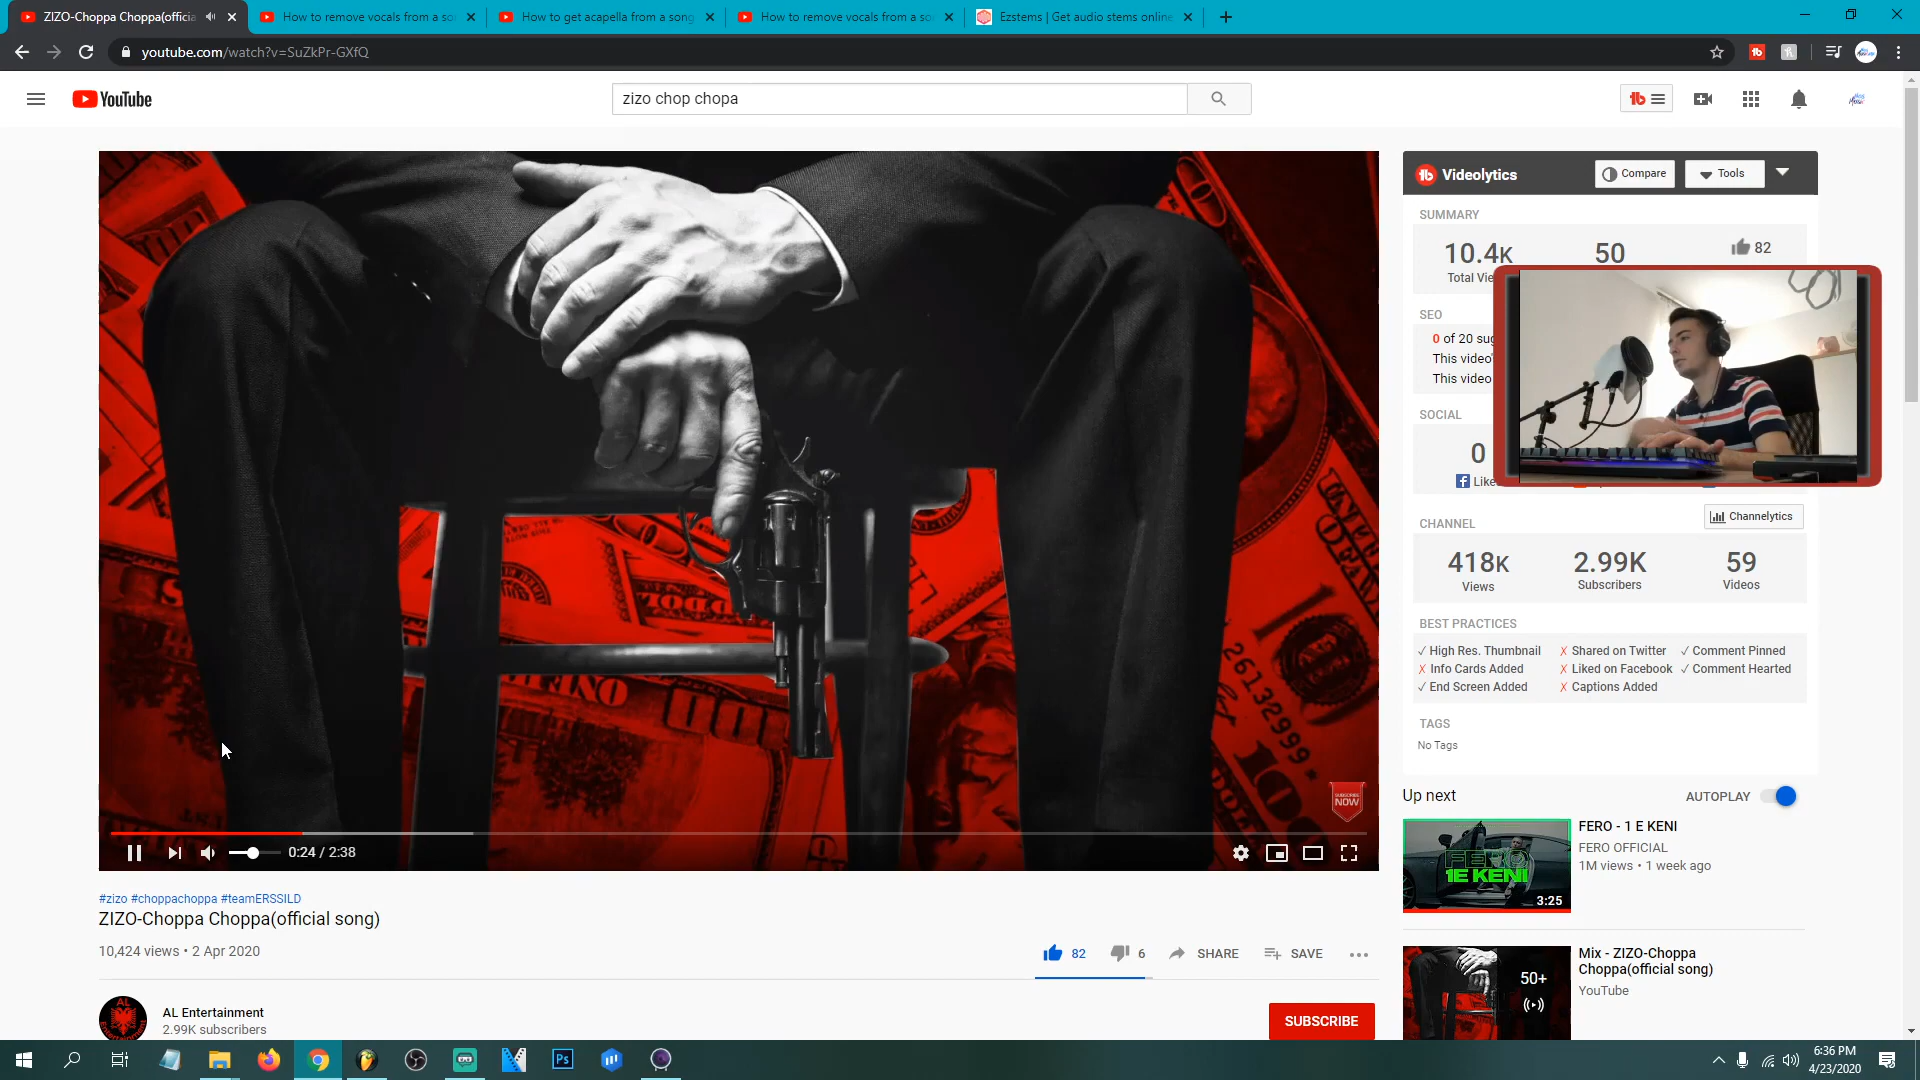 ZIZO-Choppa Choppa(officia
How to remove vocals from a so
How to get acapella from a song
How to remove vocals from a so
Ezstems | Get audio stems online
youtube.com/watch?v=SuZkPr-GXfQ
YouTube
zizo chop chopa
Videolytics
Compare
Tools
SUMMARY
10.4K
50
82
Total Vie
SEO
0 of 20 sug
This video'
This video
SOCIAL
0
Like
CHANNEL
Channelytics
418K
2.99K
59
Views
Subscribers
Videos
BEST PRACTICES
✓ High Res. Thumbnail
✗ Shared on Twitter
✓ Comment Pinned
✗ Info Cards Added
✗ Liked on Facebook
✓ Comment Hearted
✓ End Screen Added
✗ Captions Added
TAGS
No Tags
SUBSCRIBE
NOW
0:24 / 2:38
Up next
AUTOPLAY
FERO
1E KENI
3:25
FERO - 1 E KENI
FERO OFFICIAL
1M views • 1 week ago
50+
Mix - ZIZO-Choppa
Choppa(official song)
YouTube
#zizo #choppachoppa #teamERSSILD
ZIZO-Choppa Choppa(official song)
10,424 views • 2 Apr 2020
82
6
SHARE
SAVE
AL Entertainment
2.99K subscribers
SUBSCRIBE
Ps
6:36 PM
4/23/2020